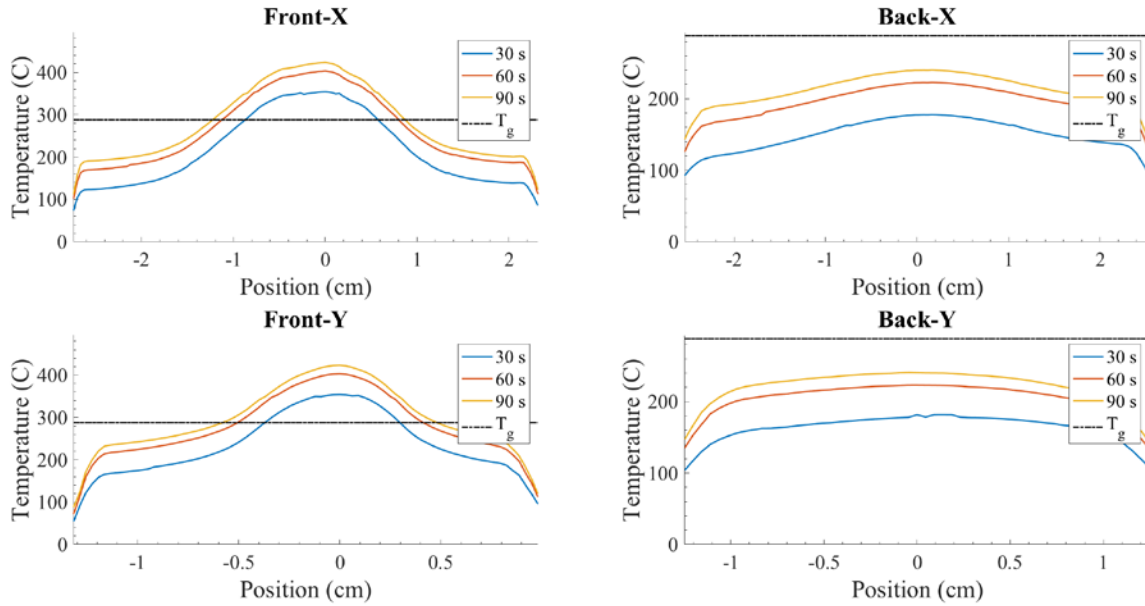 Front-X
Temperature (C)
400
300
200
100
0
-2
-1
0
1
2
Position (cm)
30 s
60 s
90 s
Tg
Back-X
Temperature (C)
200
100
0
-2
-1
0
1
2
Position (cm)
30 s
60 s
90 s
Tg
Front-Y
Temperature (C)
400
300
200
100
0
-1
-0.5
0
0.5
Position (cm)
30 s
60 s
90 s
Tg
Back-Y
Temperature (C)
200
100
0
-1
-0.5
0
0.5
1
Position (cm)
30 s
60 s
90 s
Tg